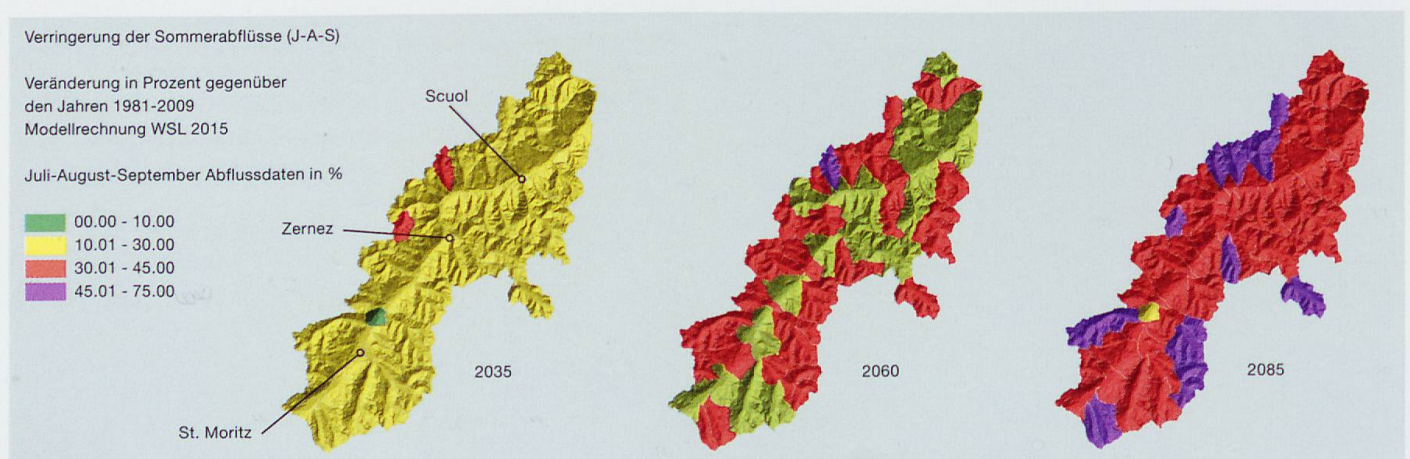 Verringerung der Sommerabflüsse (J-A-S)
Veränderung in Prozent gegenüber
den Jahren 1981-2009
Modellrechnung WSL 2015
Juli-August-September Abflussdaten in %
00.00 - 10.00
10.01 - 30.00
30.01 - 45.00
45.01 - 75.00
Scuol
Zernez
St. Moritz
2035
2060
2085